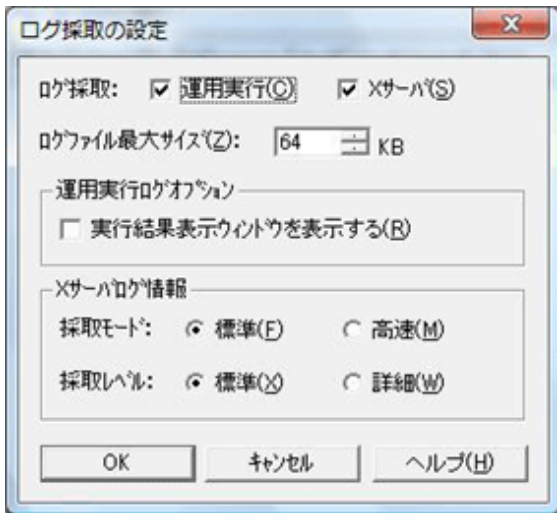 ログ採取の設定
ﾛｸﾞ採取: 運用実行(C) Xｻｰﾊﾞ(S)
ﾛｸﾞﾌｧｲﾙ最大ｻｲｽﾞ(Z): 64 KB
運用実行ﾛｸﾞｵﾌﾟｼｮﾝ
実行結果表示ｳｨﾝﾄﾞｳを表示する(R)
Xｻｰﾊﾞﾛｸﾞ情報
採取ﾓｰﾄﾞ: 標準(F) 高速(M)
採取ﾚﾍﾞﾙ: 標準(X) 詳細(W)
OK ｷｬﾝｾﾙ ヘルプ(H)